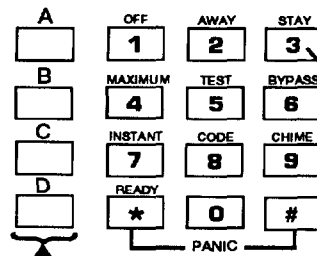 A OFF AWAY STAY
1 2 3
B MAXIMUM TEST BYPASS
4 5 6
C INSTANT CODE CHIME
7 8 9
D READY
* 0 #
PANIC